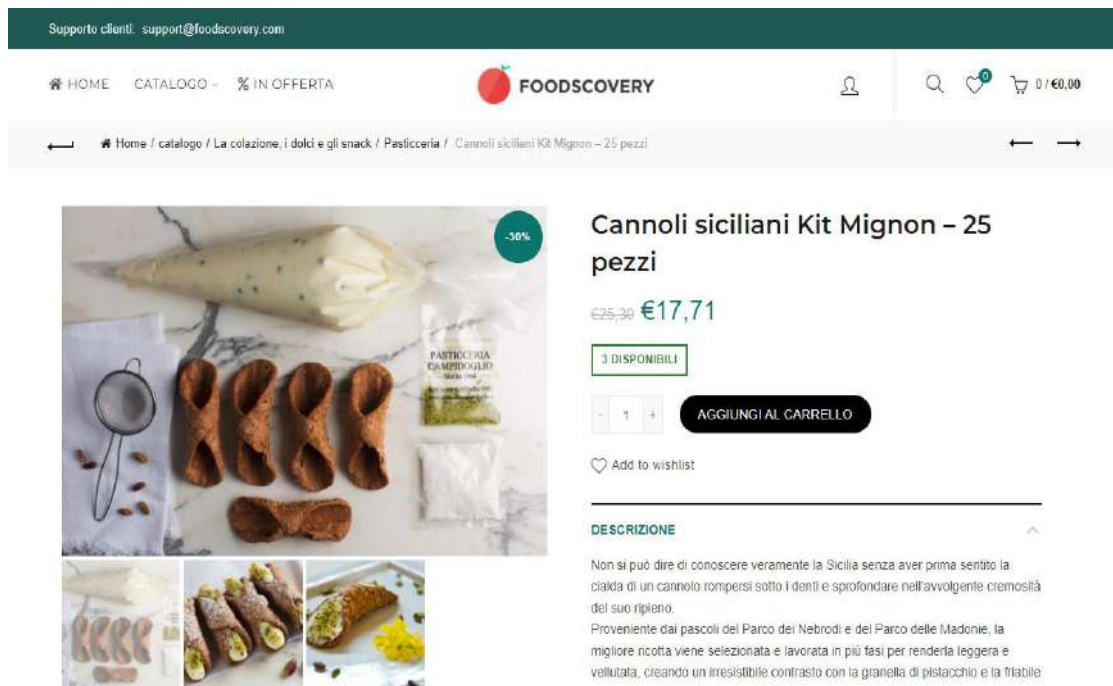 Supporto clienti: support@foodscovery.com
HOME CATALOGO % IN OFFERTA FOODSCOVERY 0 0 / €0,00
Home / catalogo / La colazione, i dolci e gli snack / Pasticceria / Cannoli siciliani Kit Mignon – 25 pezzi
-30%
PASTICCERIA
CAMPIDOGLIO
Cannoli siciliani Kit Mignon – 25
pezzi
€25,30 €17,71
3 DISPONIBILI
- 1 + AGGIUNGI AL CARRELLO
Add to wishlist
DESCRIZIONE
Non si può dire di conoscere veramente la Sicilia senza aver prima sentito la
cialda di un cannolo rompersi sotto i denti e sprofondare nell'avvolgente cremosità
del suo ripieno.
Proveniente dai pascoli del Parco dei Nebrodi e del Parco delle Madonie, la
migliore ricotta viene selezionata e lavorata in più fasi per renderla leggera e
vellutata, creando un irresistibile contrasto con la granella di pistacchio e la friabile